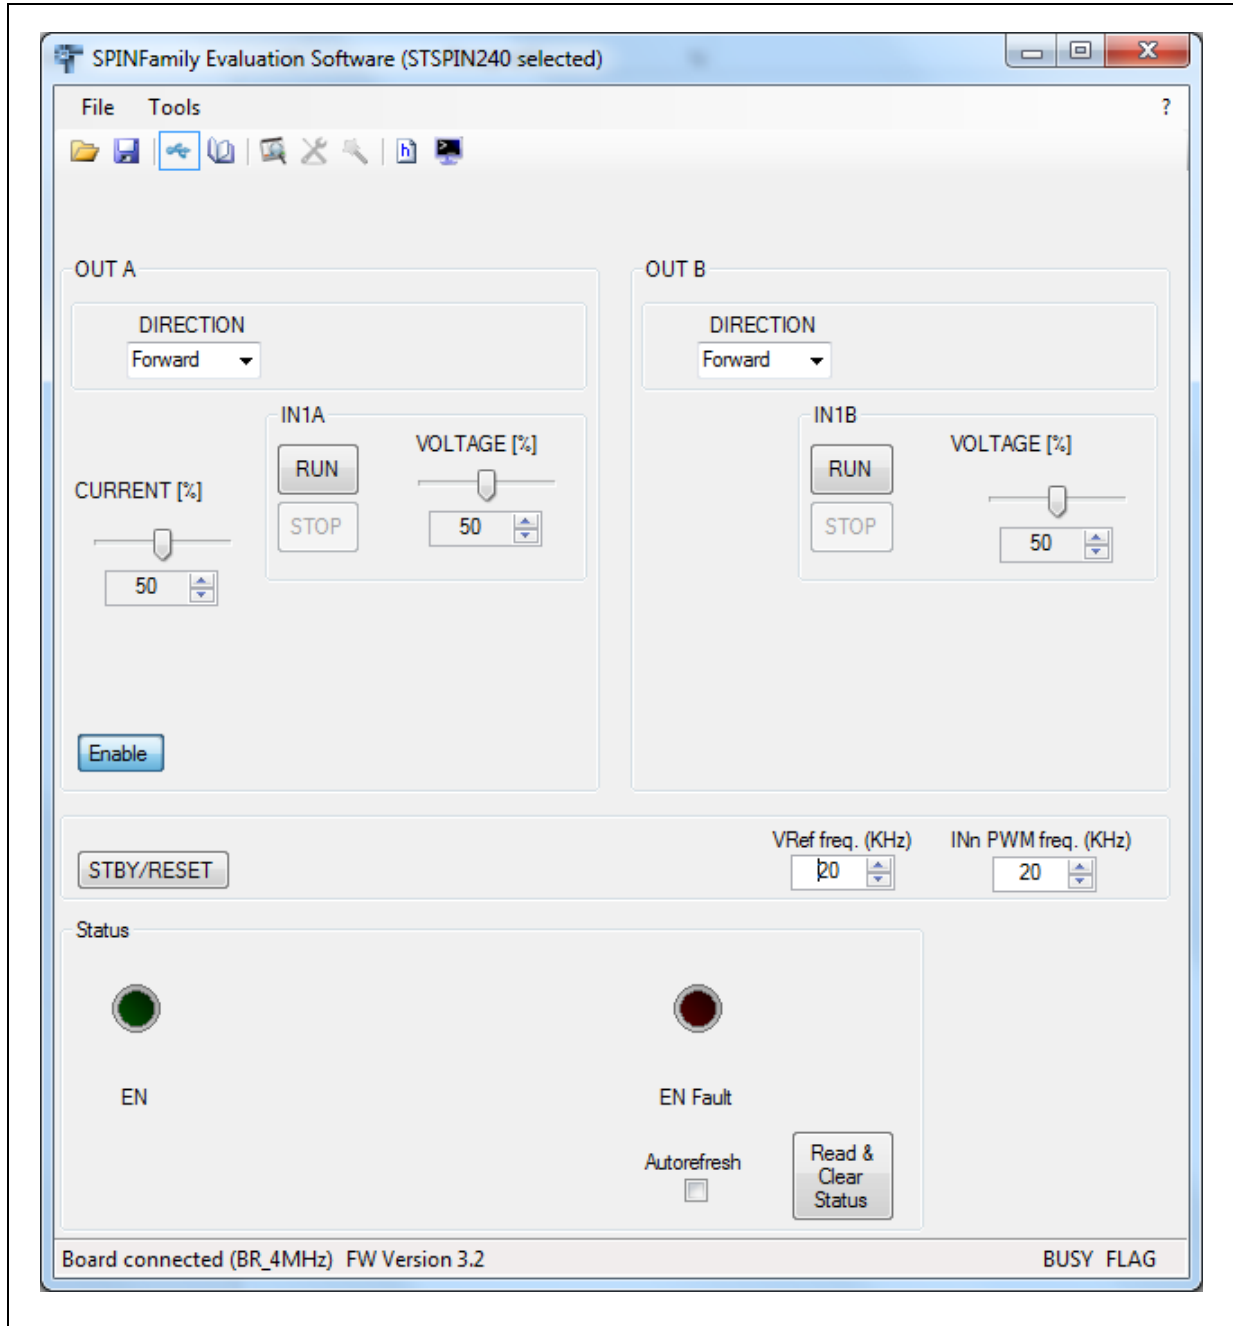 SPINFamily Evaluation Software (STSPIN240 selected)
File Tools ?
h
OUT A
DIRECTION
Forward
IN1A
RUN
STOP
VOLTAGE [%]
50
CURRENT [%]
50
Enable
OUT B
DIRECTION
Forward
IN1B
RUN
STOP
VOLTAGE [%]
50
STBY/RESET
VRef freq. (KHz)
20
INn PWM freq. (KHz)
20
Status
EN
EN Fault
Autorefresh
Read &
Clear
Status
Board connected (BR_4MHz) FW Version 3.2 BUSY FLAG